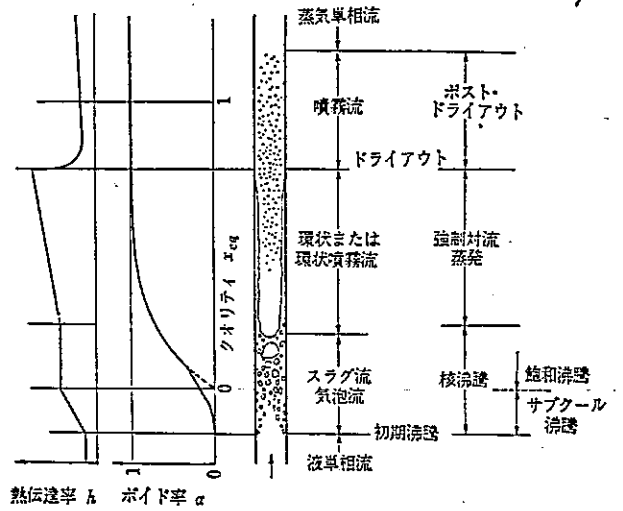 蒸気単相流
噴霧流
ポスト・
ドライアウト
ドライアウト
環状または
環状噴霧流
強制対流
蒸発
スラグ流
気泡流
核沸騰
飽和沸騰
サブクール
沸騰
初期沸騰
液単相流
1
クオリティ xeq
0
1
0
熱伝達率 h
ボイド率 α